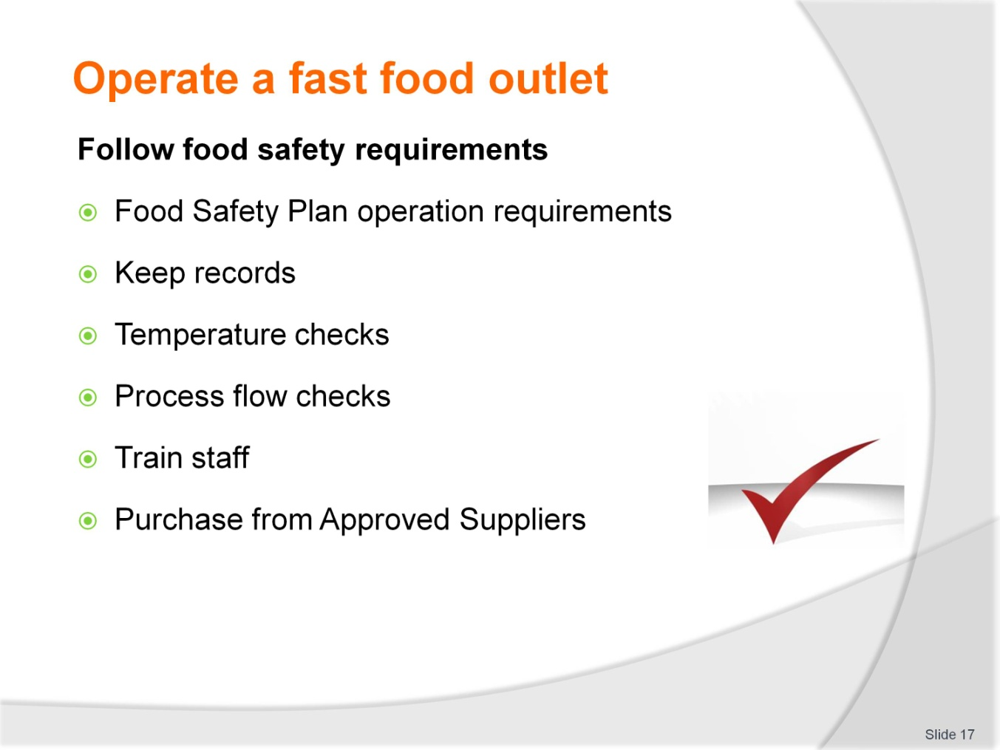 Operate a fast food outlet
Follow food safety requirements
Food Safety Plan operation requirements
Keep records
Temperature checks
Process flow checks
Train staff
Purchase from Approved Suppliers
Slide 17